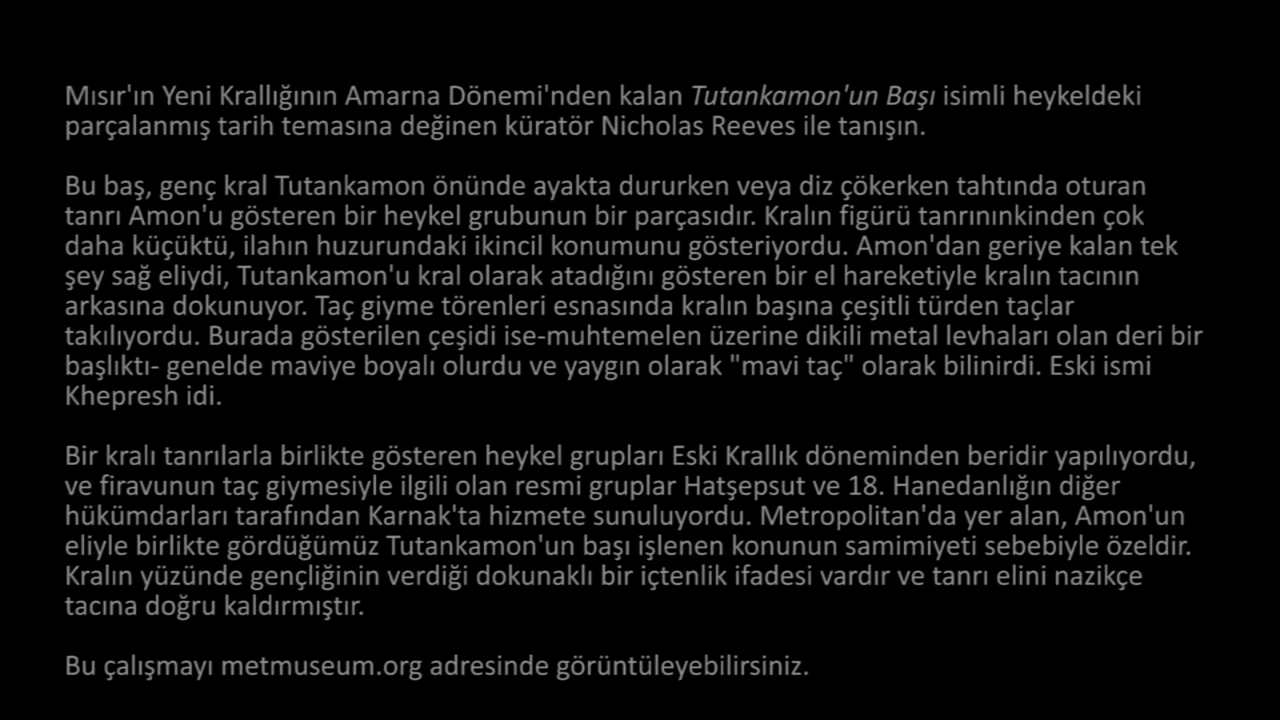 Mısır'ın Yeni Krallığının Amarna Dönemi'nden kalan Tutankamon'un Başı isimli heykeldeki
parçalanmış tarih temasına değinen küratör Nicholas Reeves ile tanışın.
Bu baş, genç kral Tutankamon önünde ayakta dururken veya diz çökerken tahtında oturan
tanrı Amon'u gösteren bir heykel grubunun bir parçasıdır. Kralın figürü tanrınınkinden çok
daha küçüktü, ilahın huzurundaki ikincil konumunu gösteriyordu. Amon'dan geriye kalan tek
şey sağ eliydi, Tutankamon'u kral olarak atadığını gösteren bir el hareketiyle kralın tacının
arkasına dokunuyor. Taç giyme törenleri esnasında kralın başına çeşitli türden taçlar
takılıyordu. Burada gösterilen çeşidi ise-muhtemelen üzerine dikili metal levhaları olan deri bir
başlıktı- genelde maviye boyalı olurdu ve yaygın olarak "mavi taç" olarak bilinirdi. Eski ismi
Khepresh idi.
Bir kralı tanrılarla birlikte gösteren heykel grupları Eski Krallık döneminden beridir yapılıyordu,
ve firavunun taç giymesiyle ilgili olan resmi gruplar Hatşepsut ve 18. Hanedanlığın diğer
hükümdarları tarafından Karnak'ta hizmete sunuluyordu. Metropolitan'da yer alan, Amon'un
eliyle birlikte gördüğümüz Tutankamon'un başı işlenen konunun samimiyeti sebebiyle özeldir.
Kralın yüzünde gençliğinin verdiği dokunaklı bir içtenlik ifadesi vardır ve tanrı elini nazikçe
tacına doğru kaldırmıştır.
Bu çalışmayı metmuseum.org adresinde görüntüleyebilirsiniz.